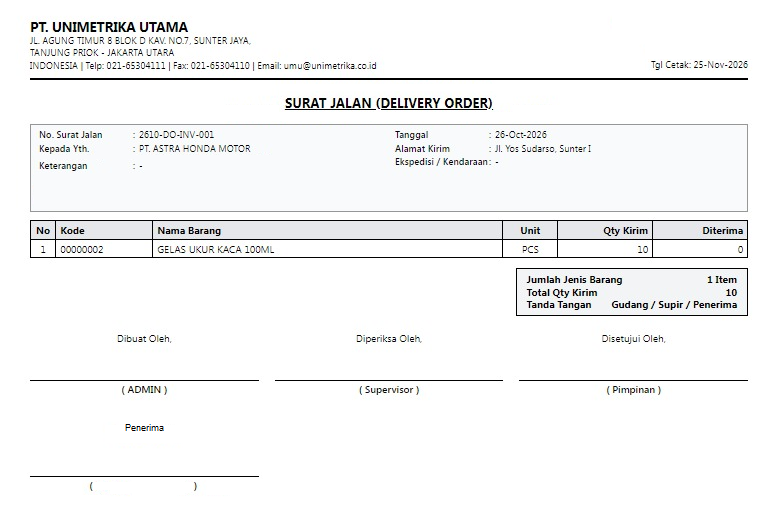 PT. UNIMETRIKA UTAMA
JL. AGUNG TIMUR 8 BLOK D KAV. NO.7, SUNTER JAYA,
TANJUNG PRIOK - JAKARTA UTARA
INDONESIA | Telp: 021-65304111 | Fax: 021-65304110 | Email: umu@unimetrika.co.id
Tgl Cetak: 25-Nov-2026
SURAT JALAN (DELIVERY ORDER)
No. Surat Jalan : 2610-DO-INV-001 Tanggal : 26-Oct-2026
Kepada Yth. : PT. ASTRA HONDA MOTOR Alamat Kirim : Jl. Yos Sudarso, Sunter I
Keterangan : - Ekspedisi / Kendaraan: -
No Kode Nama Barang Unit Qty Kirim Diterima
1 00000002 GELAS UKUR KACA 100ML PCS 10 0
Jumlah Jenis Barang 1 Item
Total Qty Kirim 10
Tanda Tangan Gudang / Supir / Penerima
Dibuat Oleh, Diperiksa Oleh, Disetujui Oleh,
( ADMIN ) ( Supervisor ) ( Pimpinan )
Penerima
( )